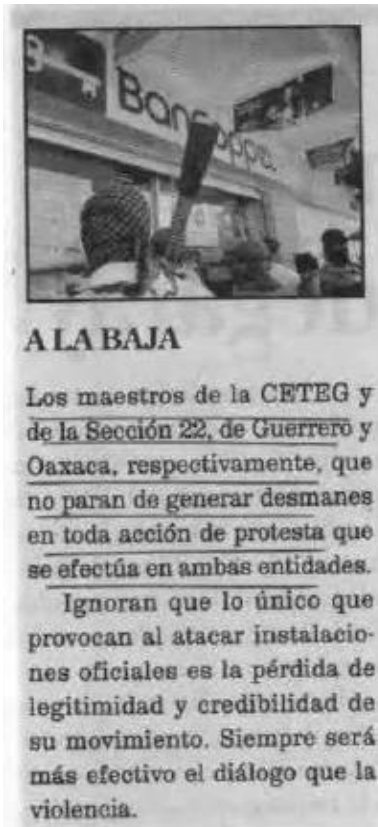 A LA BAJA
Los maestros de la CETEG y
de la Sección 22, de Guerrero y
Oaxaca, respectivamente, que
no paran de generar desmanes
en toda acción de protesta que
se efectúa en ambas entidades.
Ignoran que lo único que
provocan al atacar instalacio-
nes oficiales es la pérdida de
legitimidad y credibilidad de
su movimiento. Siempre será
más efectivo el diálogo que la
violencia.